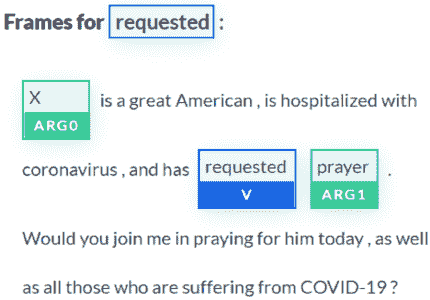 Frames for requested :
X is a great American , is hospitalized with
ARG0
coronavirus , and has requested prayer .
V ARG1
Would you join me in praying for him today , as well
as all those who are suffering from COVID-19 ?